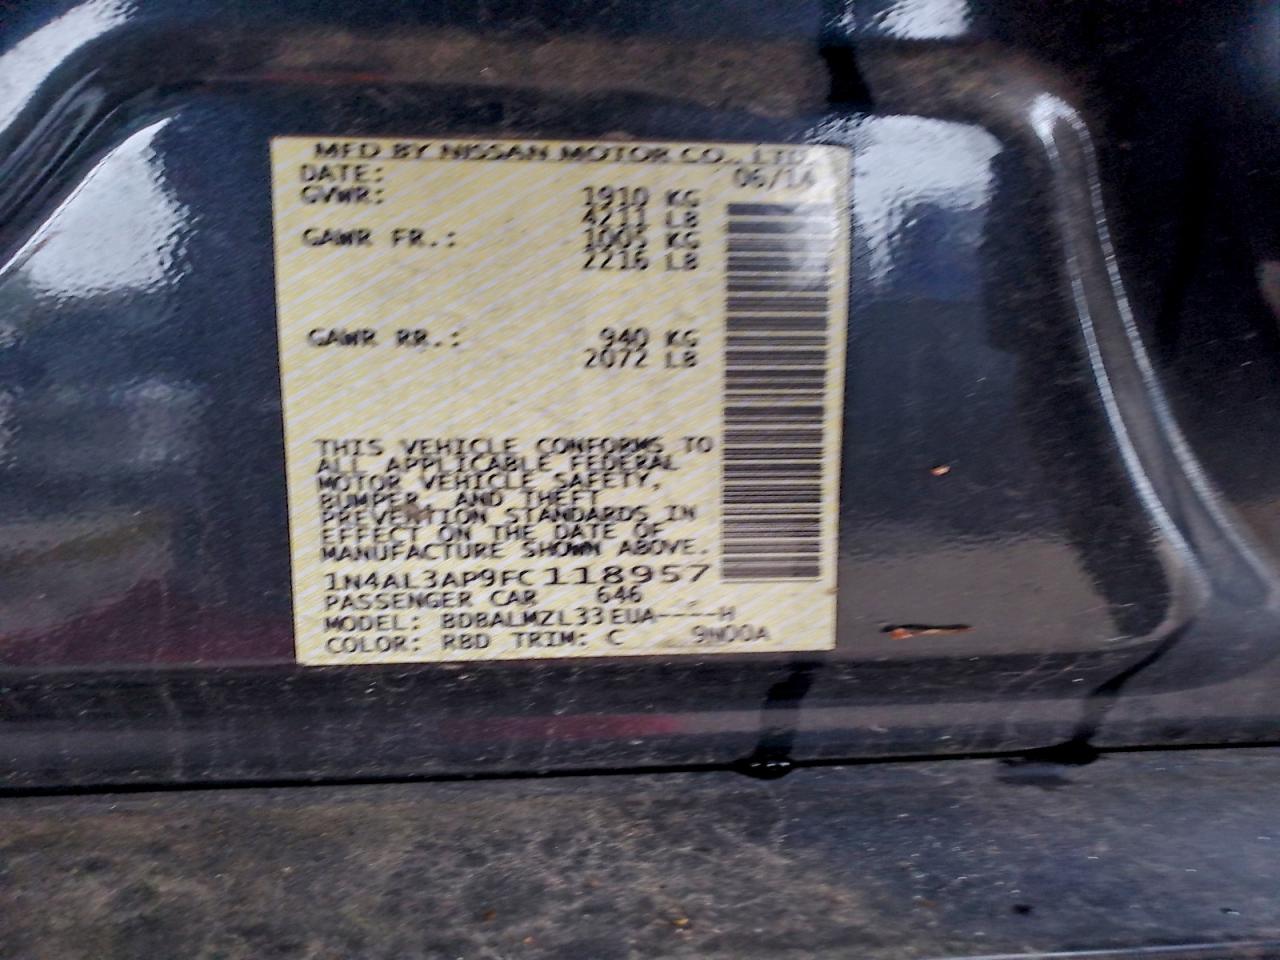 MFD BY NISSAN MOTOR CO., LTD.
DATE: 06/14
GVWR: 1910 KG
4211 LB
GAWR FR.: 1005 KG
2216 LB
GAWR RR.: 940 KG
2072 LB
THIS VEHICLE CONFORMS TO
ALL APPLICABLE FEDERAL
MOTOR VEHICLE SAFETY,
BUMPER, AND THEFT
PREVENTION STANDARDS IN
EFFECT ON THE DATE OF
MANUFACTURE SHOWN ABOVE.
1N4AL3AP9FC118957
PASSENGER CAR 646
MODEL: BDBALMZL33EUA----H
COLOR: RBD TRIM: C 9N00A